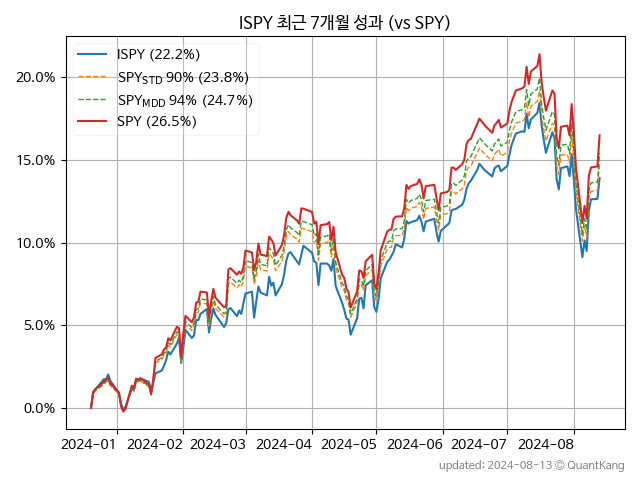 ISPY 최근 7개월 성과 (vs SPY)
ISPY (22.2%)
SPY_STD 90% (23.8%)
SPY_MDD 94% (24.7%)
SPY (26.5%)
20.0%
15.0%
10.0%
5.0%
0.0%
2024-01 2024-02 2024-03 2024-04 2024-05 2024-06 2024-07 2024-08
updated: 2024-08-13 © QuantKang